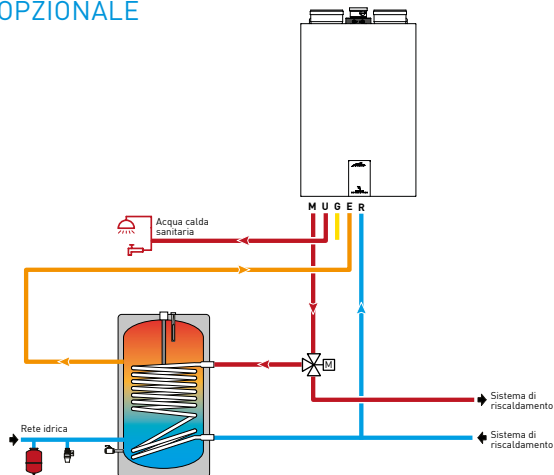 OPZIONALE
M U G E R
Acqua calda
sanitaria
M
Sistema di
riscaldamento
Rete idrica
Sistema di
riscaldamento